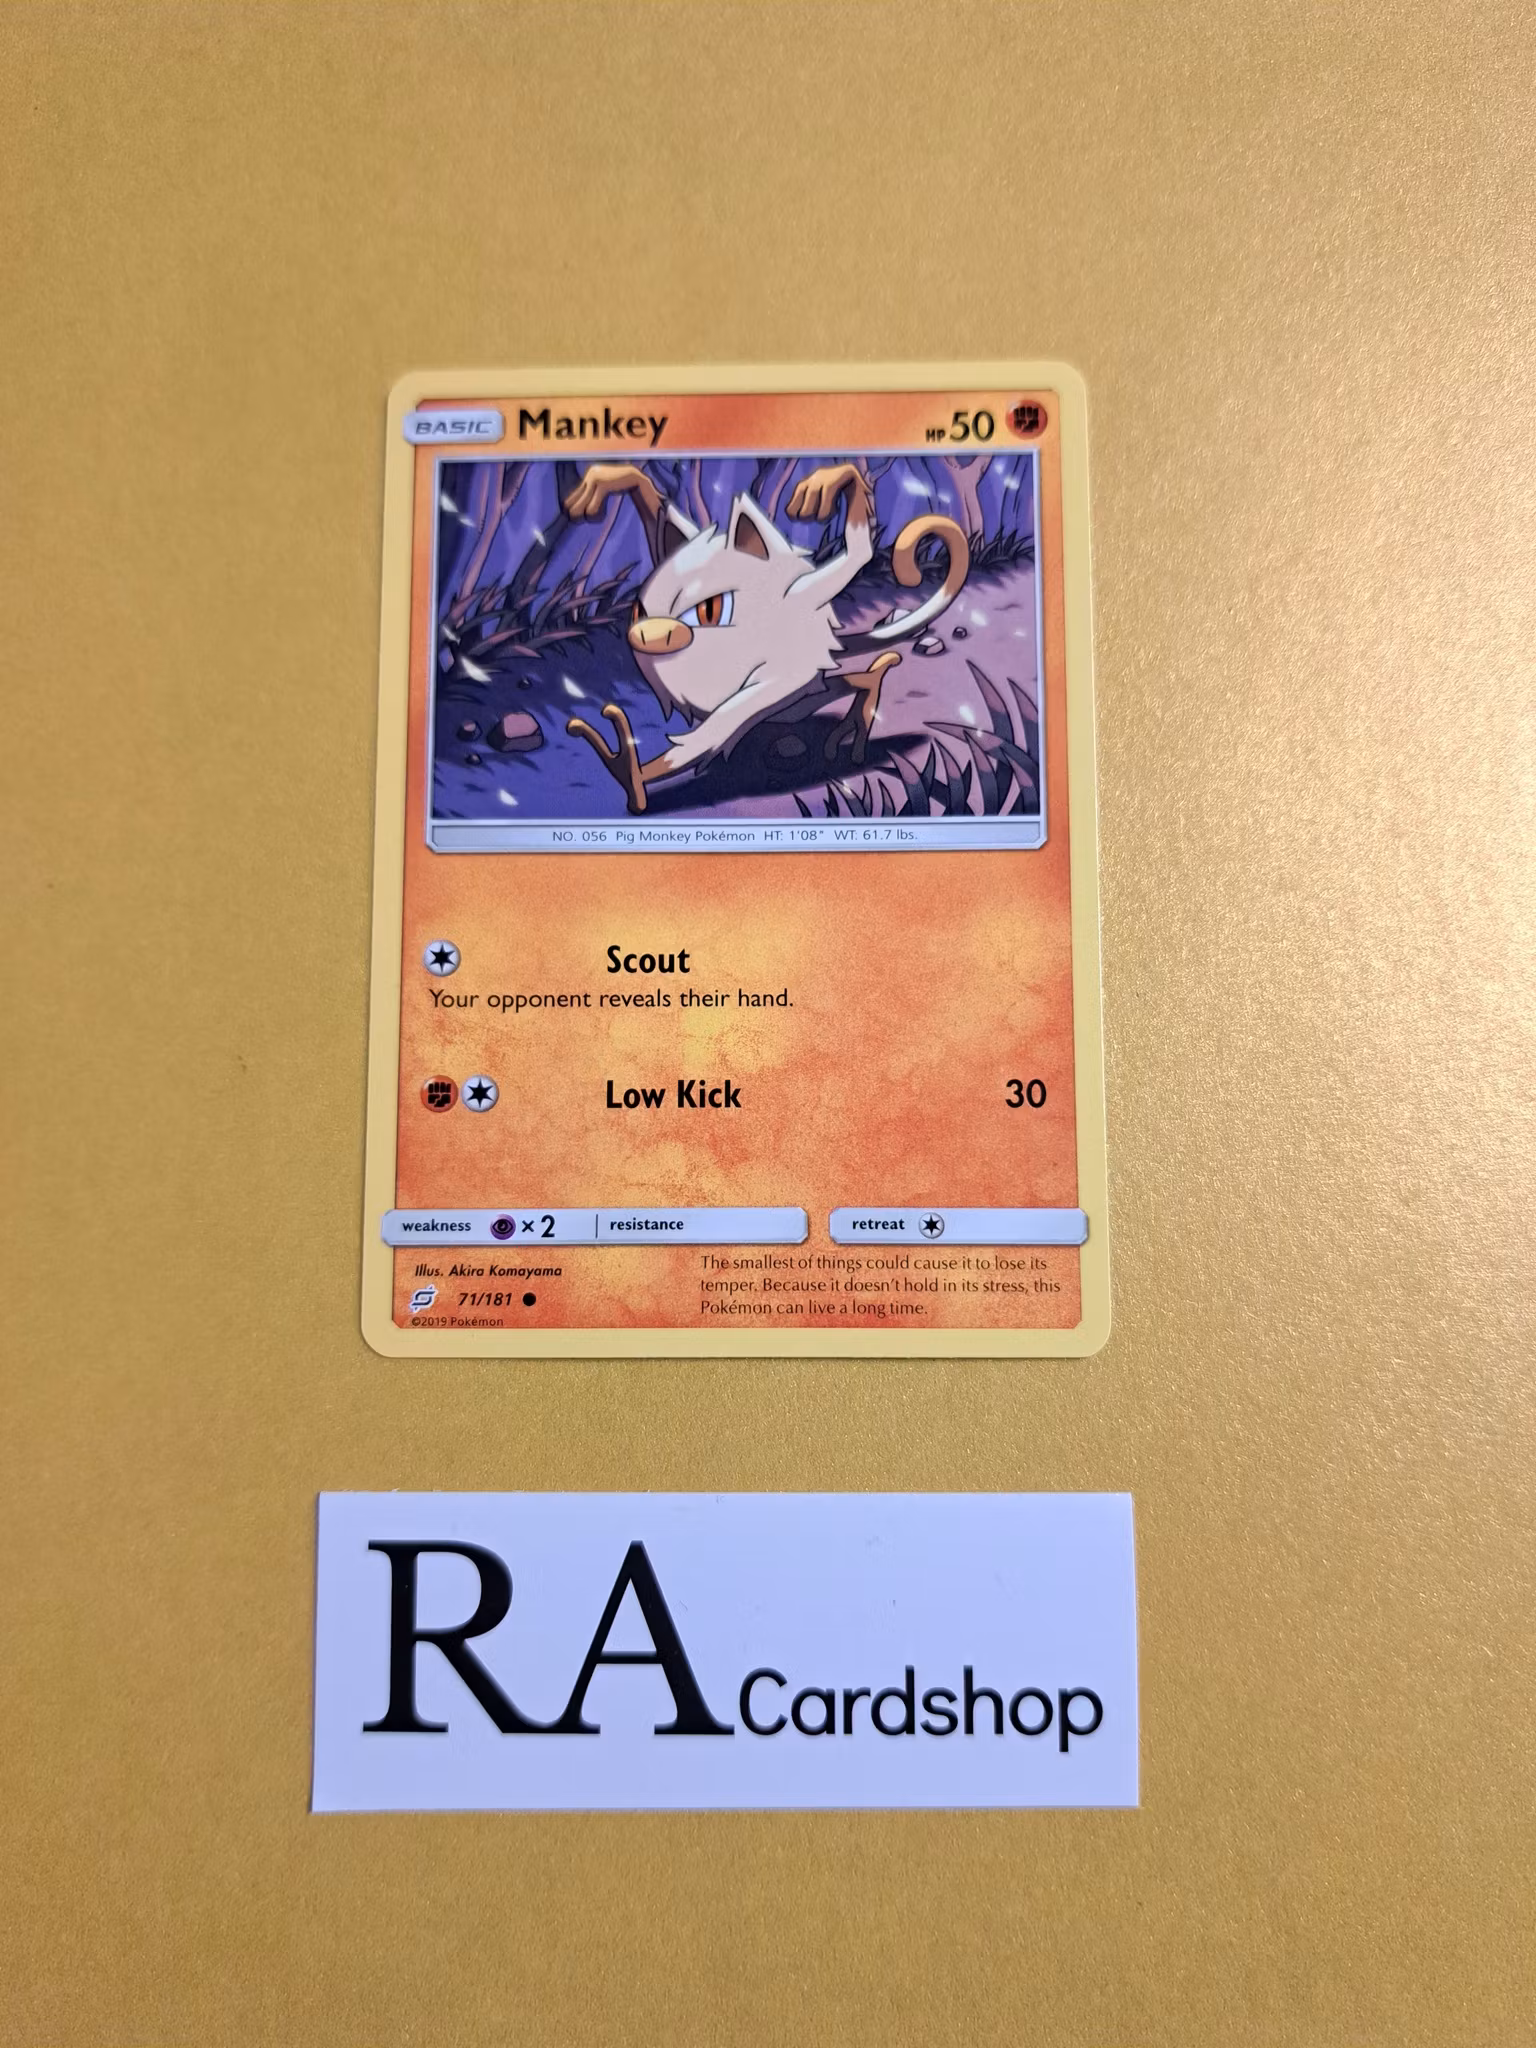 BASIC Mankey HP 50
NO. 056 Pig Monkey Pokémon HT: 1'08" WT: 61.7 lbs.
Scout
Your opponent reveals their hand.
Low Kick 30
weakness × 2 resistance retreat
Illus. Akira Komayama
71/181
©2019 Pokémon
The smallest of things could cause it to lose its
temper. Because it doesn't hold in its stress, this
Pokémon can live a long time.
RA Cardshop